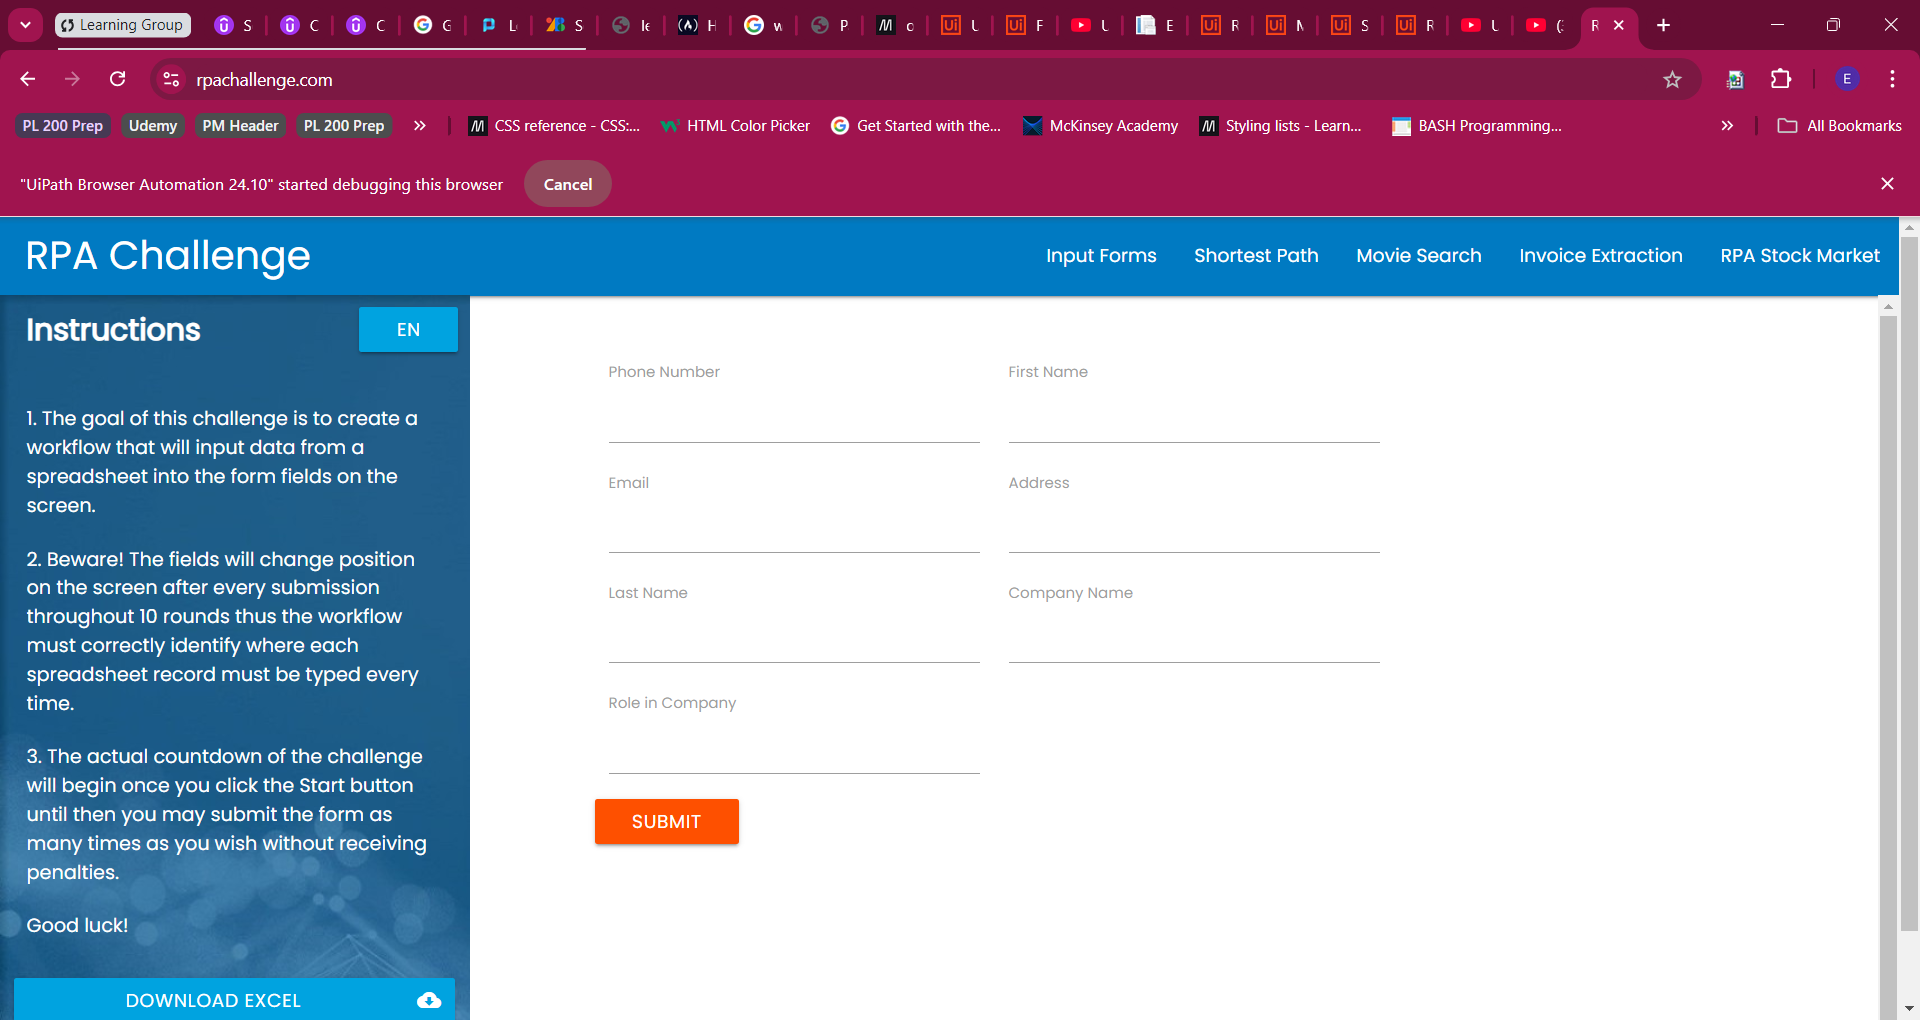 Learning Group S C C G L S le H w P o U F U E R M S R U (3 R
rpachallenge.com E
PL 200 Prep Udemy PM Header PL 200 Prep CSS reference - CSS:... HTML Color Picker Get Started with the... McKinsey Academy Styling lists - Learn... BASH Programming... All Bookmarks
"UiPath Browser Automation 24.10" started debugging this browser Cancel
RPA Challenge Input Forms Shortest Path Movie Search Invoice Extraction RPA Stock Market
Instructions EN
1. The goal of this challenge is to create a
workflow that will input data from a
spreadsheet into the form fields on the
screen.
2. Beware! The fields will change position
on the screen after every submission
throughout 10 rounds thus the workflow
must correctly identify where each
spreadsheet record must be typed every
time.
3. The actual countdown of the challenge
will begin once you click the Start button
until then you may submit the form as
many times as you wish without receiving
penalties.
Good luck!
DOWNLOAD EXCEL
Phone Number First Name
Email Address
Last Name Company Name
Role in Company
SUBMIT